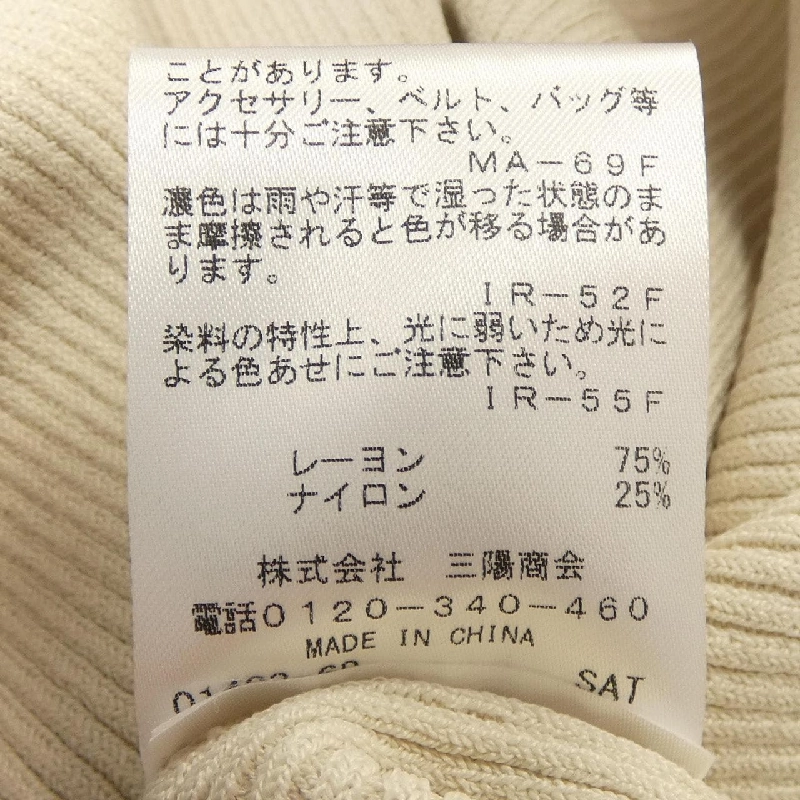 ことがあります。
アクセサリー、ベルト、バッグ等
には十分ご注意下さい。
MA-69F
濃色は雨や汗等で湿った状態のま
ま摩擦されると色が移る場合があ
ります。
IR-52F
染料の特性上、光に弱いため光に
よる色あせにご注意下さい。
IR-55F
レーヨン 75%
ナイロン 25%
株式会社 三陽商会
電話0120-340-460
MADE IN CHINA
SAT